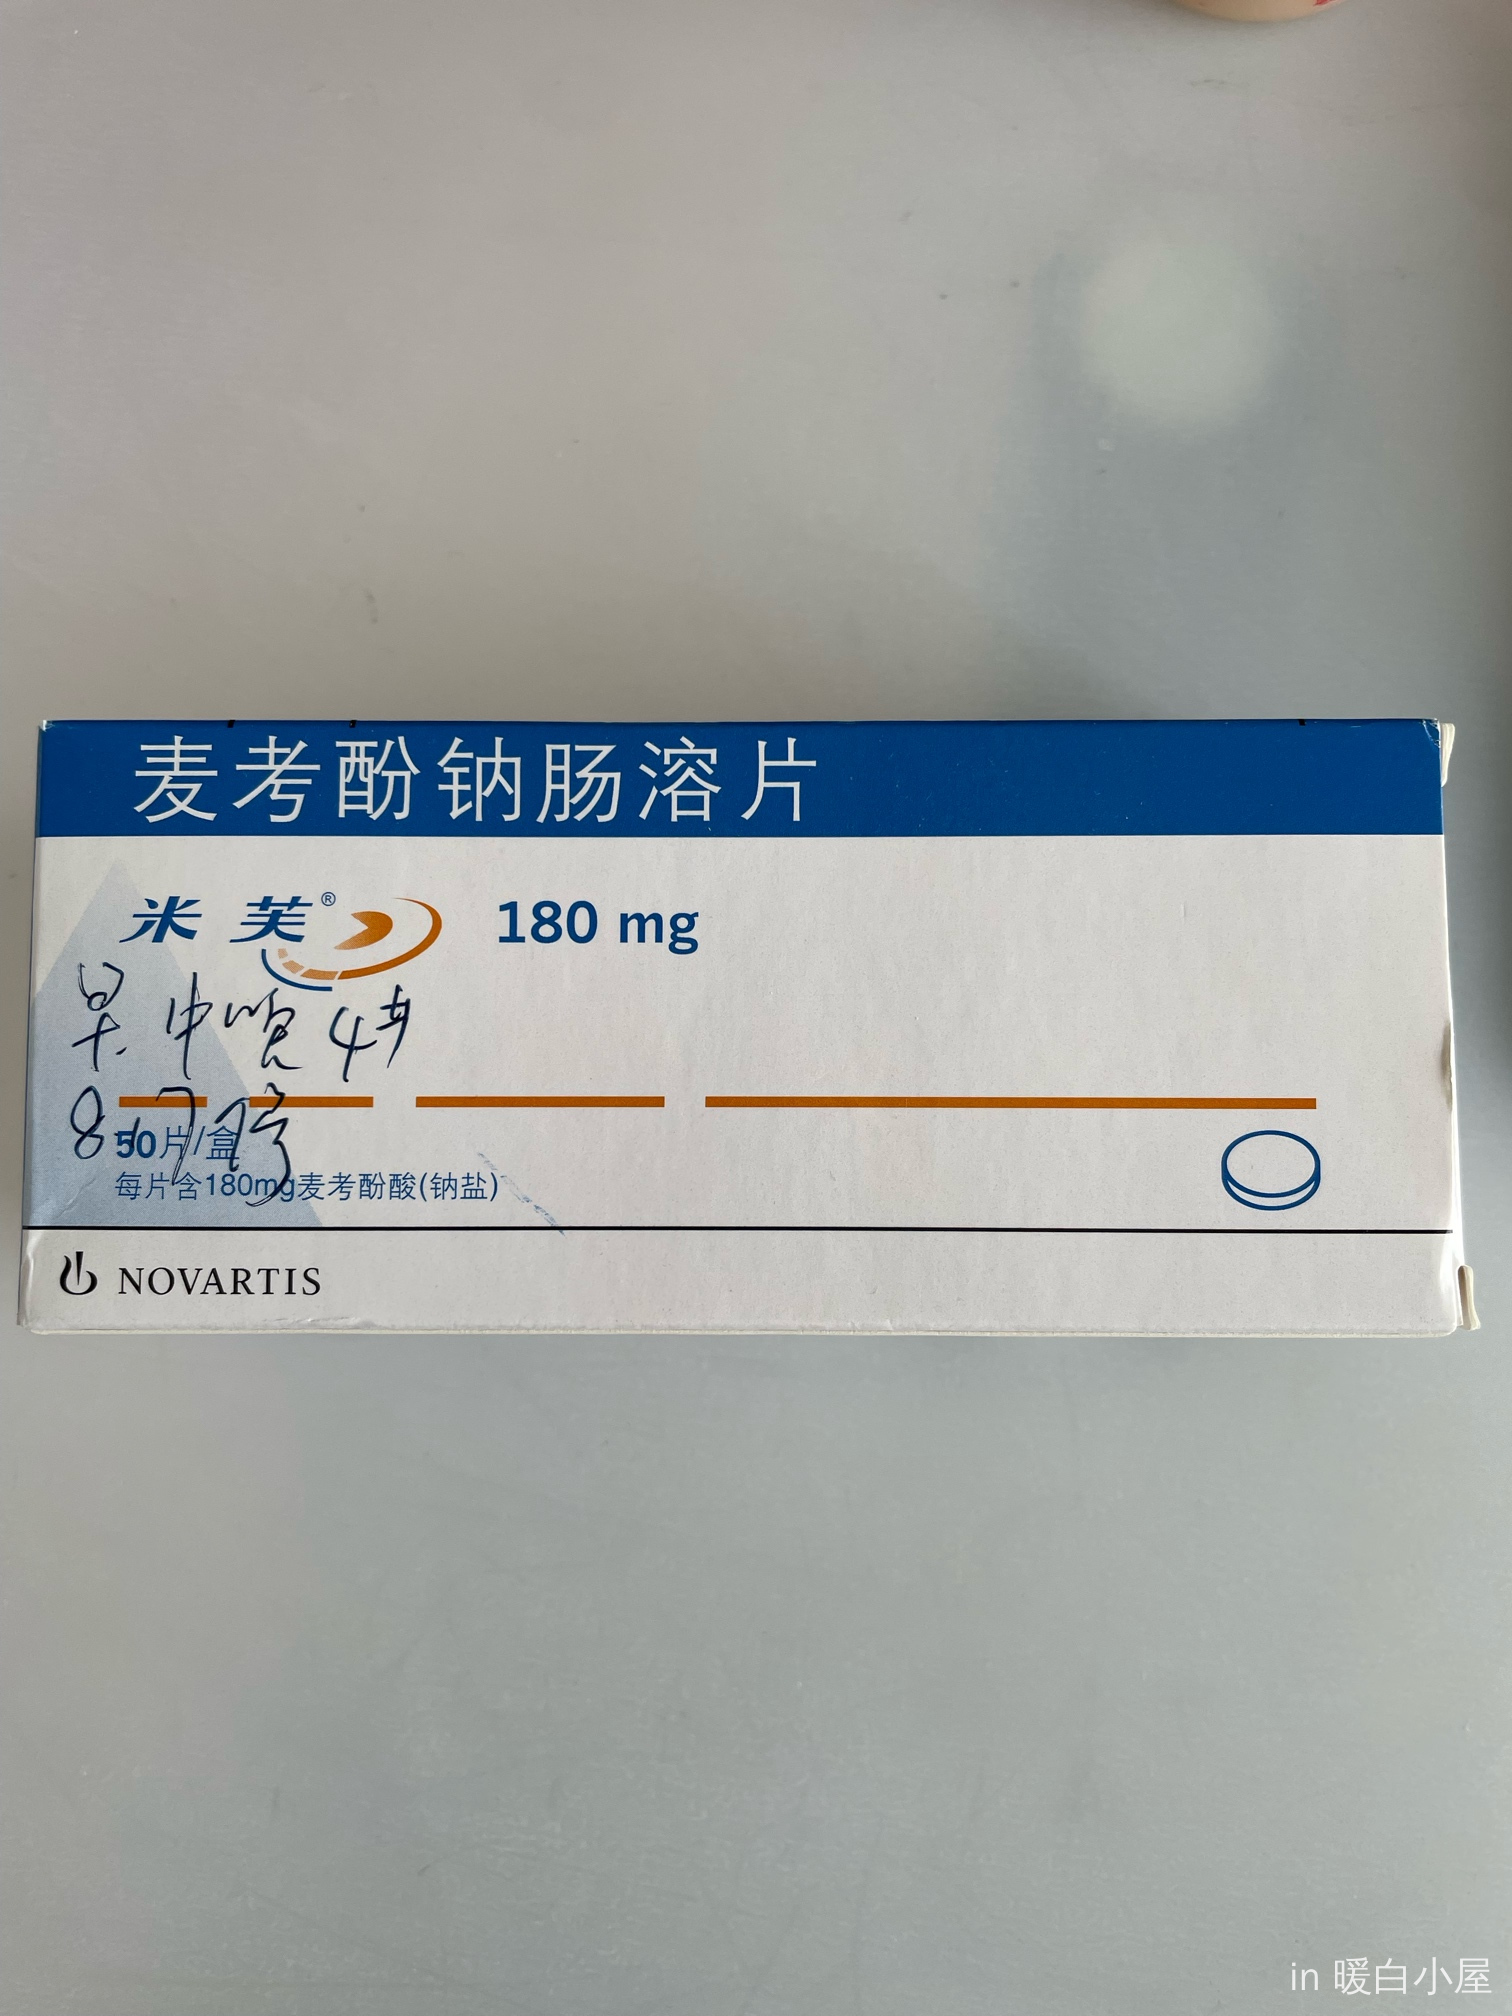 麦考酚钠肠溶片
米芙® 180 mg
早.中晚4片
50片/盒
每片含180mg麦考酚酸(钠盐)
NOVARTIS
in 暖白小屋